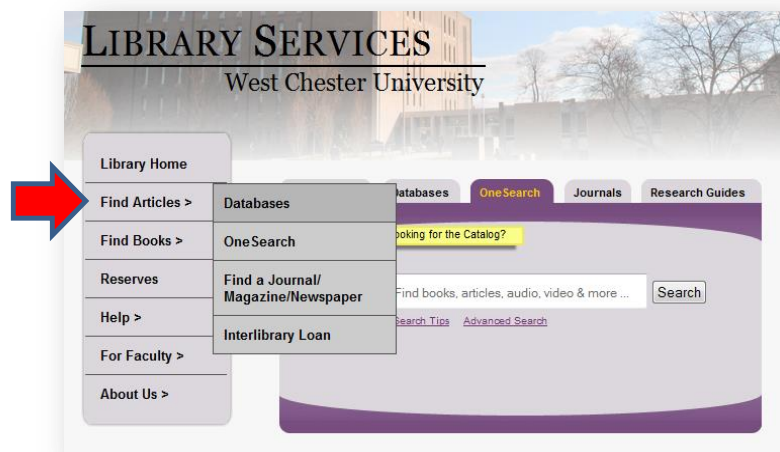 LIBRARY SERVICES
West Chester University
Library Home
Find Articles >
Find Books >
Reserves
Help >
For Faculty >
About Us >
Databases
OneSearch
Find a Journal/
Magazine/Newspaper
Interlibrary Loan
Databases
OneSearch
Journals
Research Guides
ooking for the Catalog?
Find books, articles, audio, video & more ...
Search
Search Tips
Advanced Search